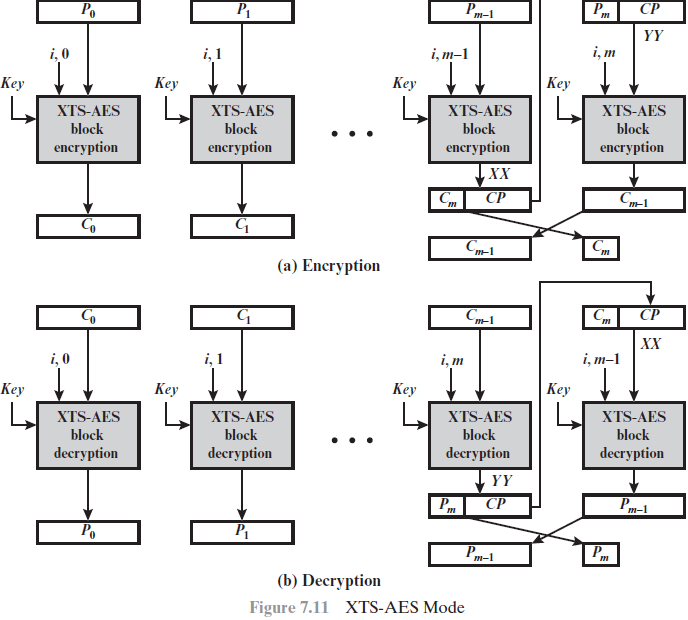 P0 P1 Pm–1 Pm CP
YY
i, 0 i, 1 i, m–1 i, m
Key Key Key Key
XTS-AES XTS-AES XTS-AES XTS-AES
block block block block
encryption encryption encryption encryption
XX
Cm CP Cm–1
C0 C1
Cm–1 Cm
(a) Encryption
C0 C1 Cm–1 Cm CP
XX
i, 0 i, 1 i, m i, m–1
Key Key Key Key
XTS-AES XTS-AES XTS-AES XTS-AES
block block block block
decryption decryption decryption decryption
YY
Pm CP Pm–1
P0 P1
Pm–1 Pm
(b) Decryption
Figure 7.11 XTS-AES Mode